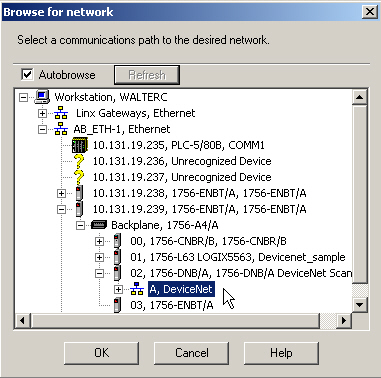 Browse for network
Select a communications path to the desired network.
Autobrowse
Refresh
Workstation, WALTERC
Linx Gateways, Ethernet
AB_ETH-1, Ethernet
10.131.19.235, PLC-5/80B, COMM1
10.131.19.236, Unrecognized Device
10.131.19.237, Unrecognized Device
10.131.19.238, 1756-ENBT/A, 1756-ENBT/A
10.131.19.239, 1756-ENBT/A, 1756-ENBT/A
Backplane, 1756-A4/A
00, 1756-CNBR/B, 1756-CNBR/B
01, 1756-L63 LOGIX5563, Devicenet_sample
02, 1756-DNB/A, 1756-DNB/A DeviceNet Scan
A, DeviceNet
03, 1756-ENBT/A
OK
Cancel
Help